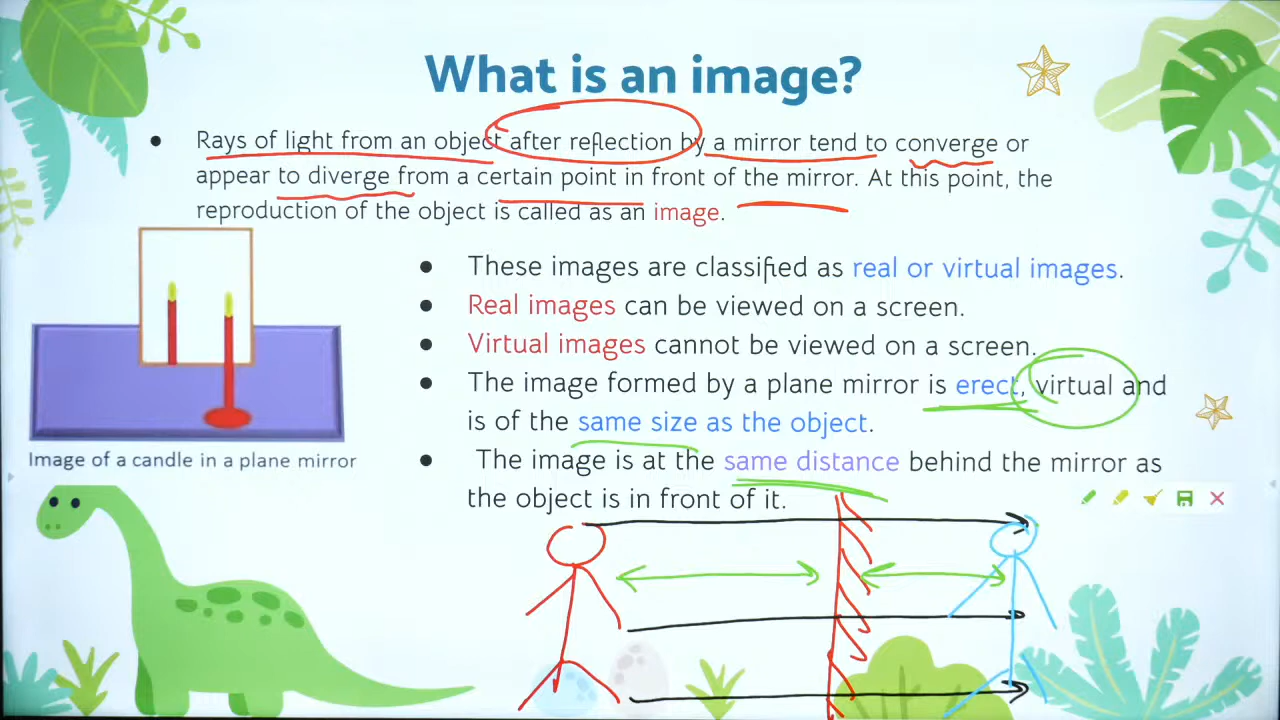 What is an image?
Rays of light from an object after reflection by a mirror tend to converge or
appear to diverge from a certain point in front of the mirror. At this point, the
reproduction of the object is called as an image.
These images are classified as real or virtual images.
Real images can be viewed on a screen.
Virtual images cannot be viewed on a screen.
The image formed by a plane mirror is erect, virtual and
is of the same size as the object.
Image of a candle in a plane mirror
The image is at the same distance behind the mirror as
the object is in front of it.